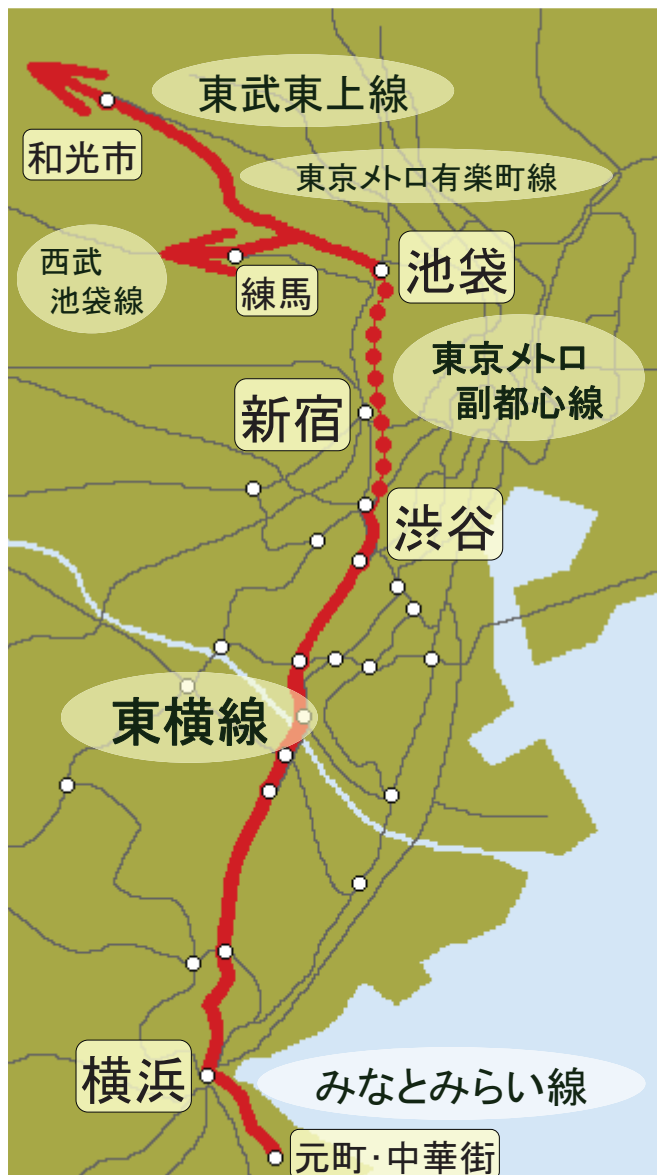 東武東上線
和光市
東京メトロ有楽町線
西武
池袋線
練馬
池袋
東京メトロ
副都心線
新宿
渋谷
東横線
横浜
みなとみらい線
元町・中華街